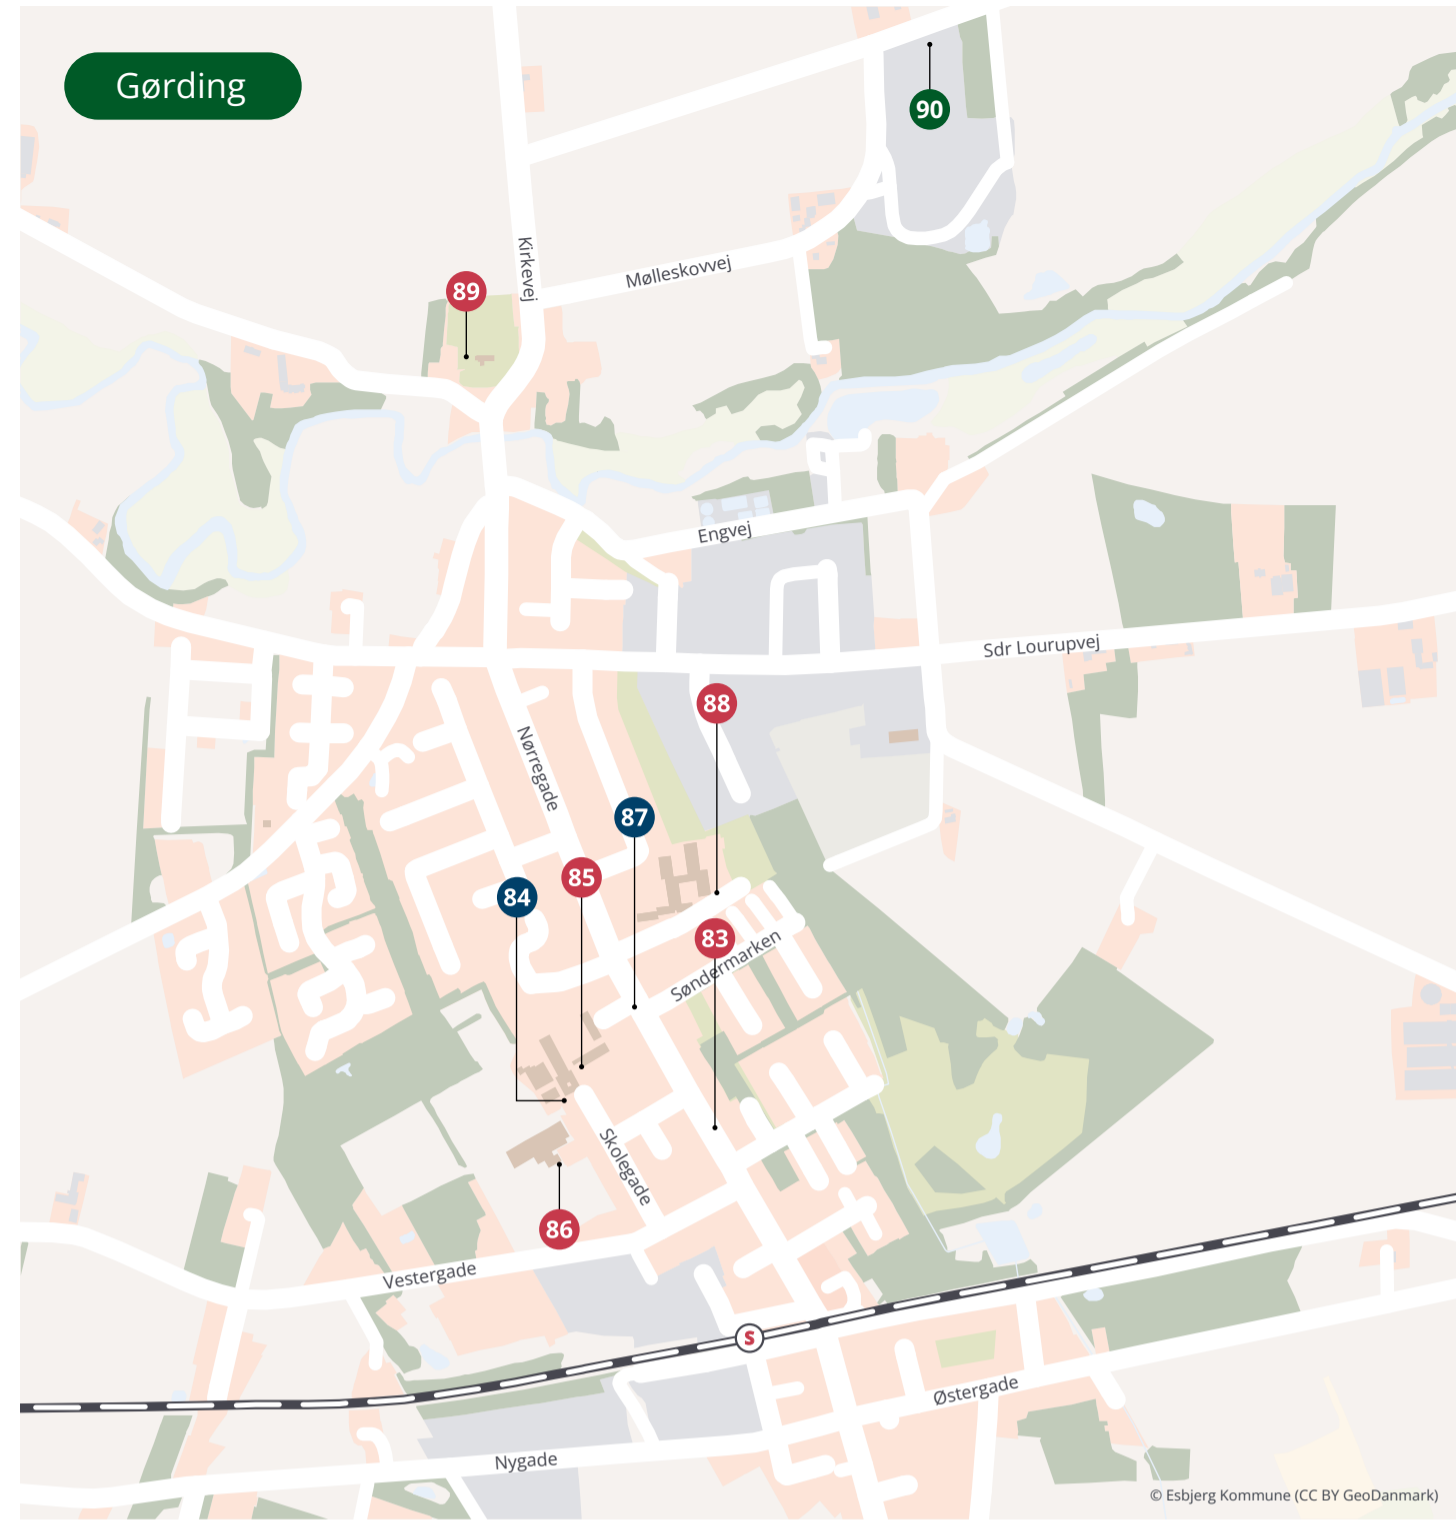 Gørding
90
Kirkevej
Mølleskovvej
89
Engvej
Sdr Lourupvej
88
Nørregade
87
85
84
83
Søndermarken
Skolegade
86
Vestergade
S
Østergade
Nygade
© Esbjerg Kommune (CC BY GeoDanmark)